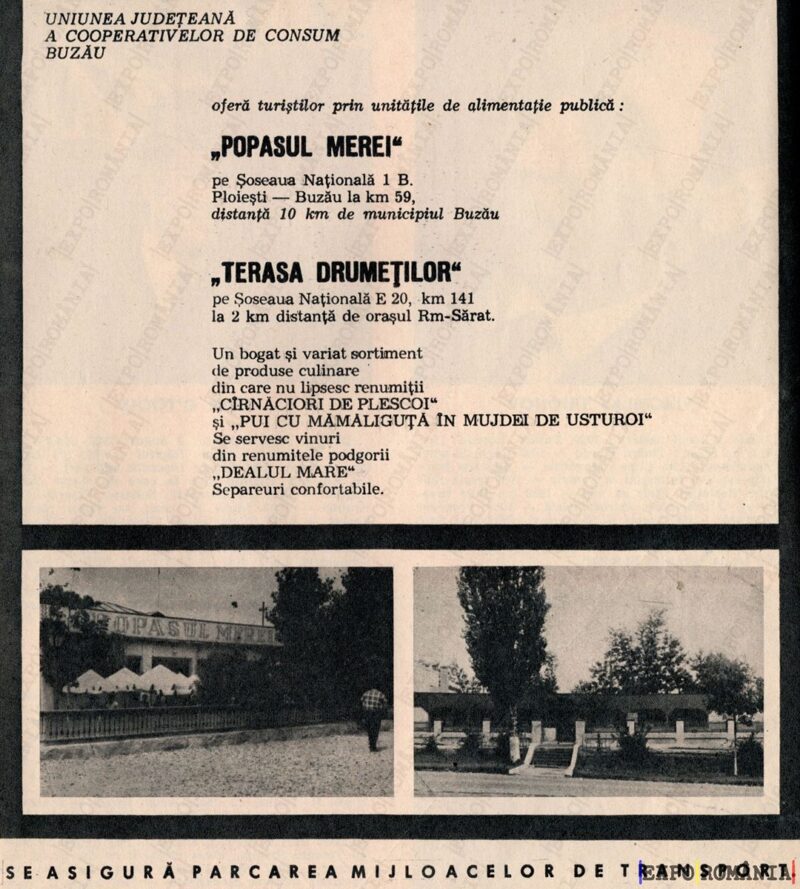 UNIUNEA JUDEȚEANĂ
A COOPERATIVELOR DE CONSUM
BUZĂU
oferă turiștilor prin unitățile de alimentație publică :
„POPASUL MEREI“
pe Șoseaua Națională 1 B.
Ploiești — Buzău la km 59,
distanță 10 km de municipiul Buzău
„TERASA DRUMEȚILOR“
pe Șoseaua Națională E 20, km 141
la 2 km distanță de orașul Rm-Sărat.
Un bogat și variat sortiment
de produse culinare
din care nu lipsesc renumiții
„CÎRNĂCIORI DE PLESCOI“
și „PUI CU MĂMĂLIGUȚĂ ÎN MUJDEI DE USTUROI“
Se servesc vinuri
din renumitele podgorii
„DEALUL MARE“
Separeuri confortabile.
POPASUL MEREI
SE ASIGURĂ PARCAREA MIJLOACELOR DE TRANSPORT.
EXPO ROMANIA